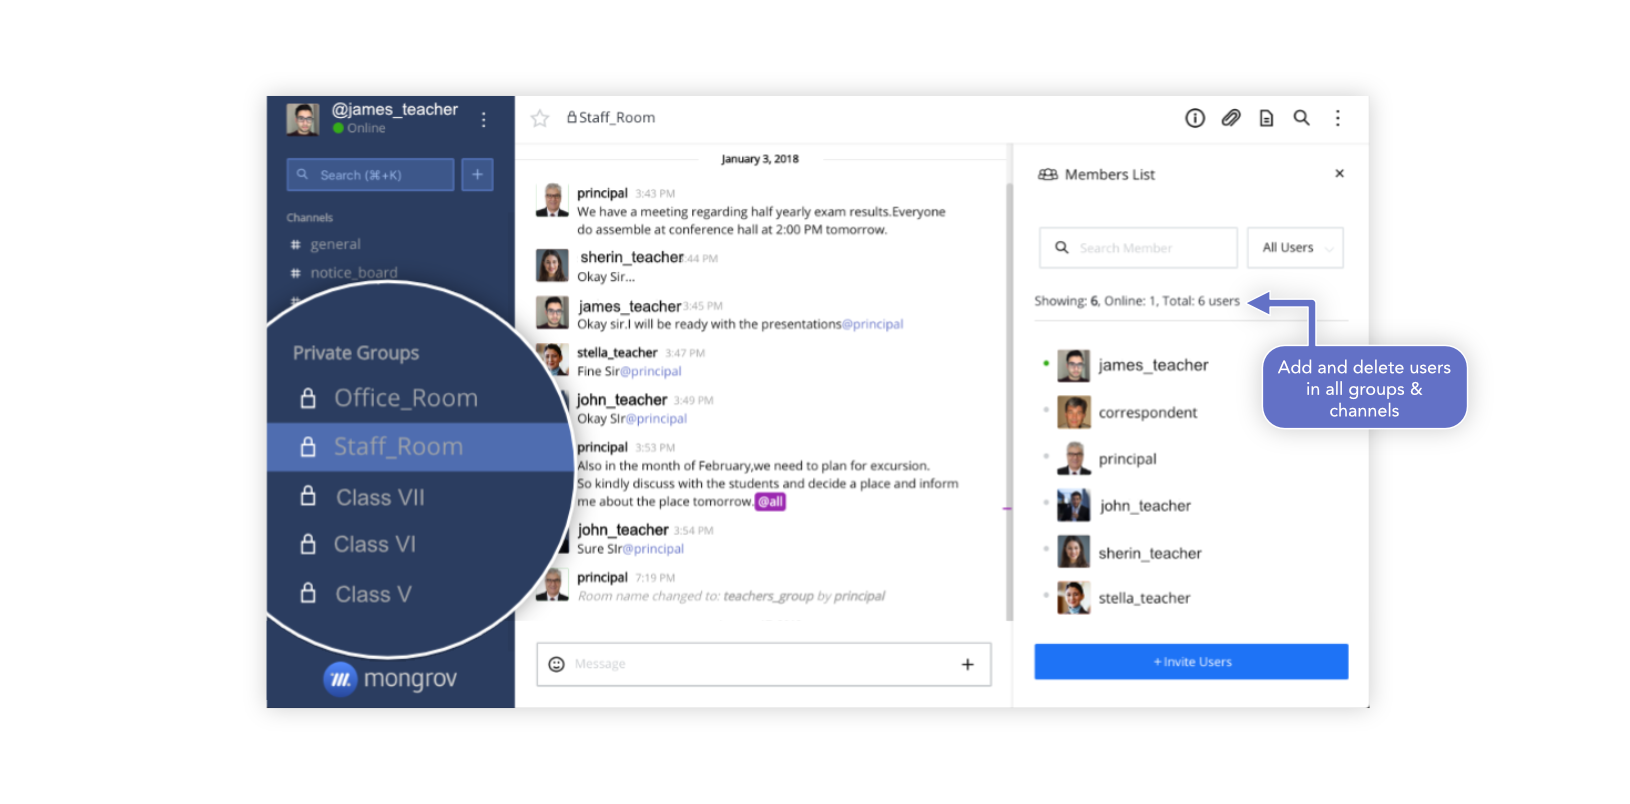 @james_teacher
Online
Search (⌘+K)
+
Channels
# general
# notice_board
#
Private Groups
Office_Room
Staff_Room
Class VII
Class VI
Class V
m. mongrov
Staff_Room
January 3, 2018
principal 3:43 PM
We have a meeting regarding half yearly exam results.Everyone
do assemble at conference hall at 2:00 PM tomorrow.
sherin_teacher :44 PM
Okay Sir...
james_teacher 3:45 PM
Okay sir.I will be ready with the presentations@principal
stella_teacher 3:47 PM
Fine Sir@principal
john_teacher 3:49 PM
Okay SIr@principal
principal 3:53 PM
Also in the month of February,we need to plan for excursion.
So kindly discuss with the students and decide a place and inform
me about the place tomorrow.@all
john_teacher 3:54 PM
Sure SIr@principal
principal 7:19 PM
Room name changed to: teachers_group by principal
Message
+
Members List
×
Search Member
All Users
Showing: 6, Online: 1, Total: 6 users
james_teacher
correspondent
principal
john_teacher
sherin_teacher
stella_teacher
+ Invite Users
Add and delete users
in all groups &
channels